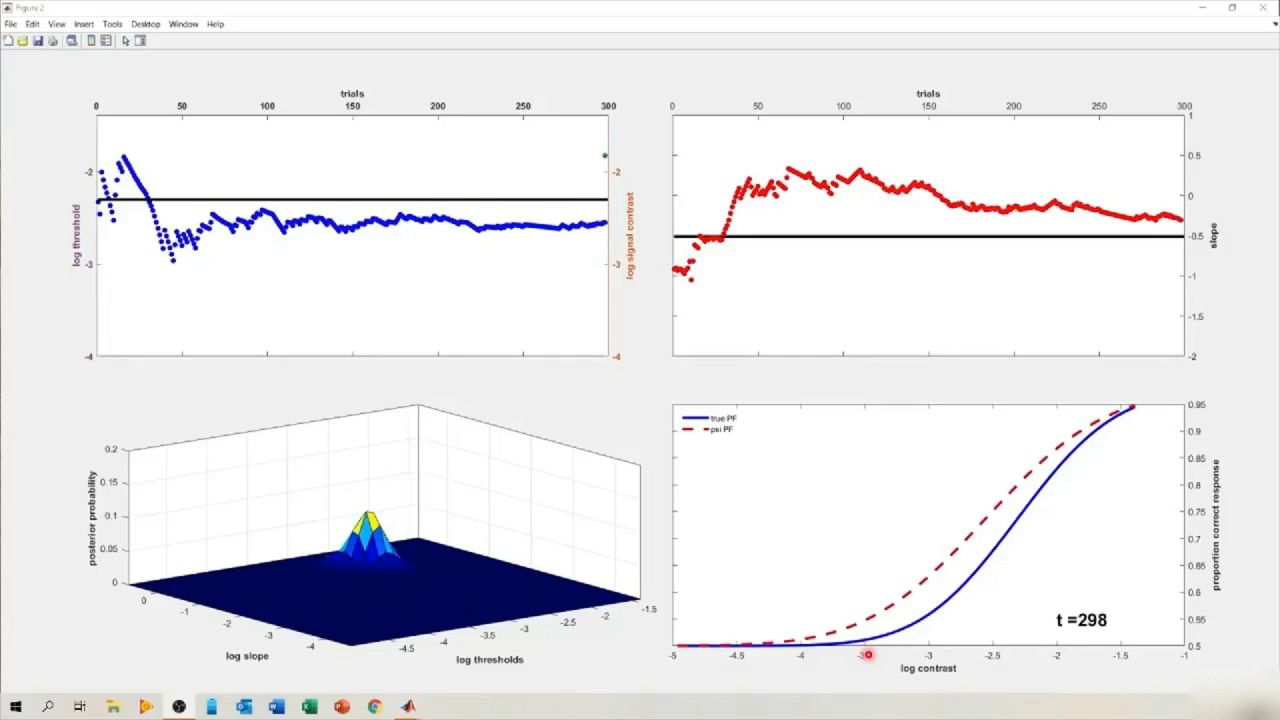 Figure 2
File Edit View Insert Tools Desktop Window Help
trials
0 50 100 150 200 250 300
-2
-3
-4
log threshold
-2
-3
-4
log signal contrast
trials
0 50 100 150 200 250 300
1
0.5
0
-0.5
-1
-1.5
-2
slope
0.2
0.15
0.1
0.05
0
posterior probability
0
-1
-2
-3
-4
log slope
-4.5
-4
-3.5
-3
-2.5
-2
-1.5
log thresholds
true PF
psi PF
0.95
0.9
0.85
0.8
0.75
0.7
0.65
0.6
0.55
0.5
proportion correct response
t =298
-5 -4.5 -4 -3 -2.5 -2 -1.5 -1
log contrast